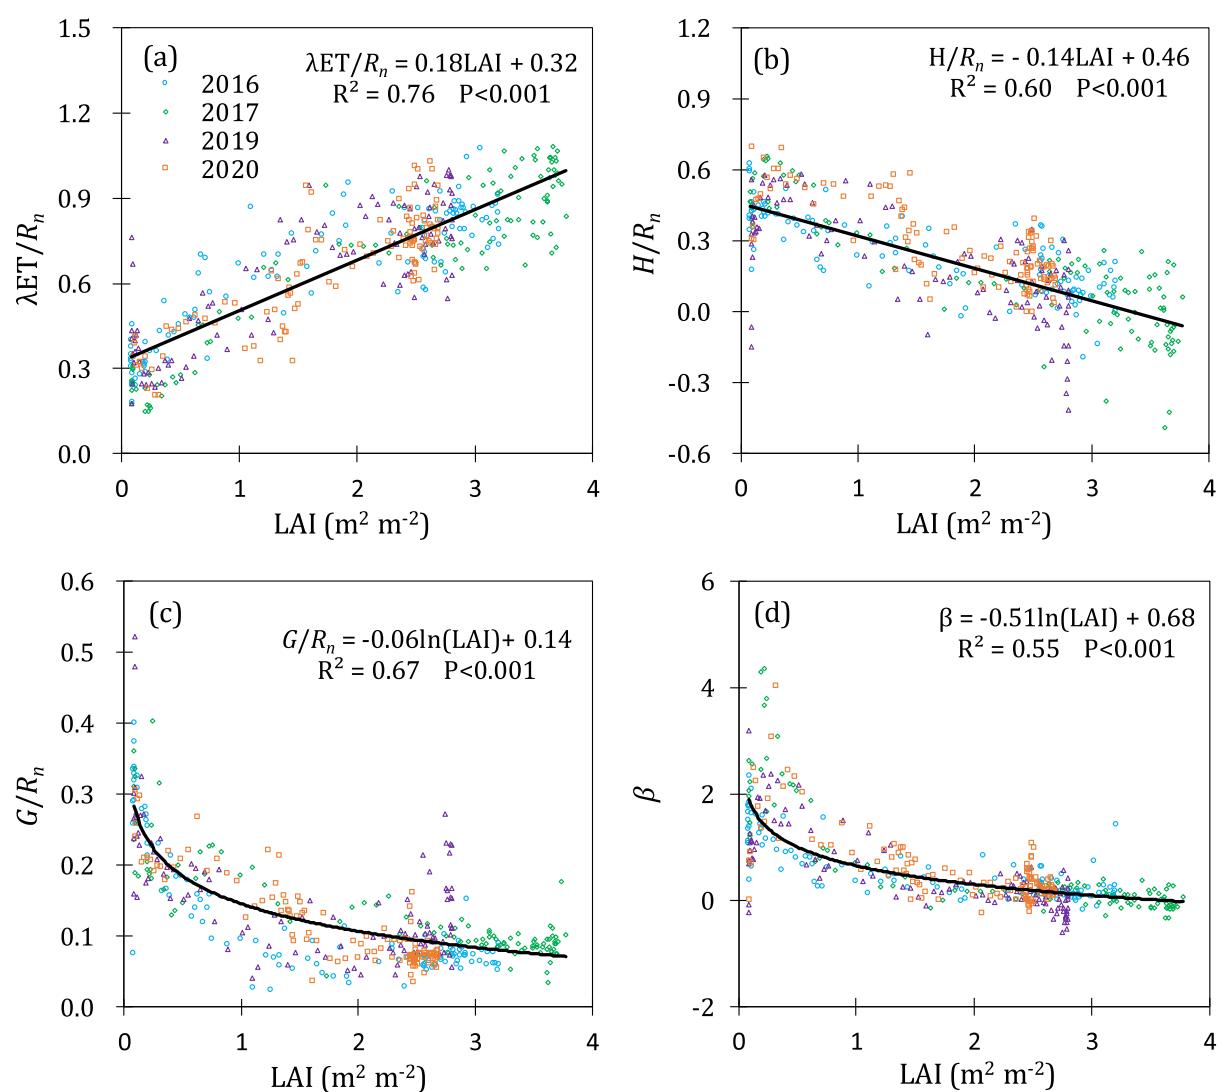 (a)
λET/Rn = 0.18LAI + 0.32
R² = 0.76 P<0.001
2016
2017
2019
2020
1.5
1.2
0.9
0.6
0.3
0.0
λET/Rn
0 1 2 3 4
LAI (m² m⁻²)
(b)
H/Rn = - 0.14LAI + 0.46
R² = 0.60 P<0.001
1.2
0.9
0.6
0.3
0.0
-0.3
-0.6
H/Rn
0 1 2 3 4
LAI (m² m⁻²)
(c)
G/Rn = -0.06ln(LAI)+ 0.14
R² = 0.67 P<0.001
0.6
0.5
0.4
0.3
0.2
0.1
0.0
G/Rn
0 1 2 3 4
LAI (m² m⁻²)
(d)
β = -0.51ln(LAI) + 0.68
R² = 0.55 P<0.001
6
4
2
0
-2
β
0 1 2 3 4
LAI (m² m⁻²)